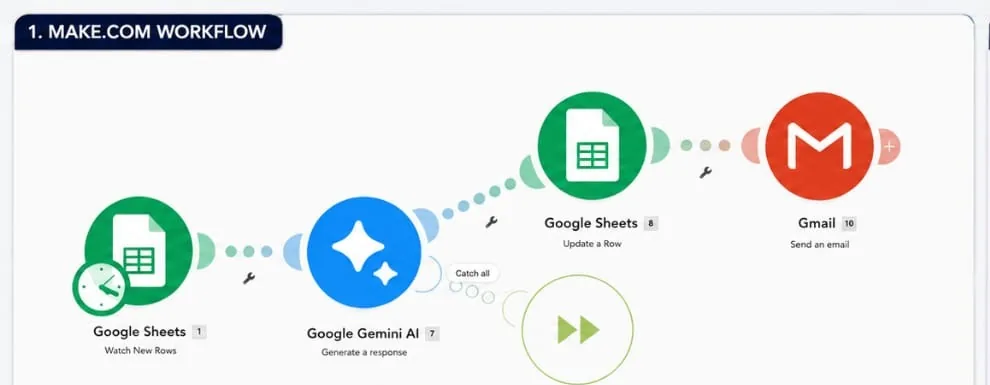 1. MAKE.COM WORKFLOW
Google Sheets 8
Update a Row
Gmail 10
Send an email
Catch all
Google Sheets 1
Watch New Rows
Google Gemini AI 7
Generate a response